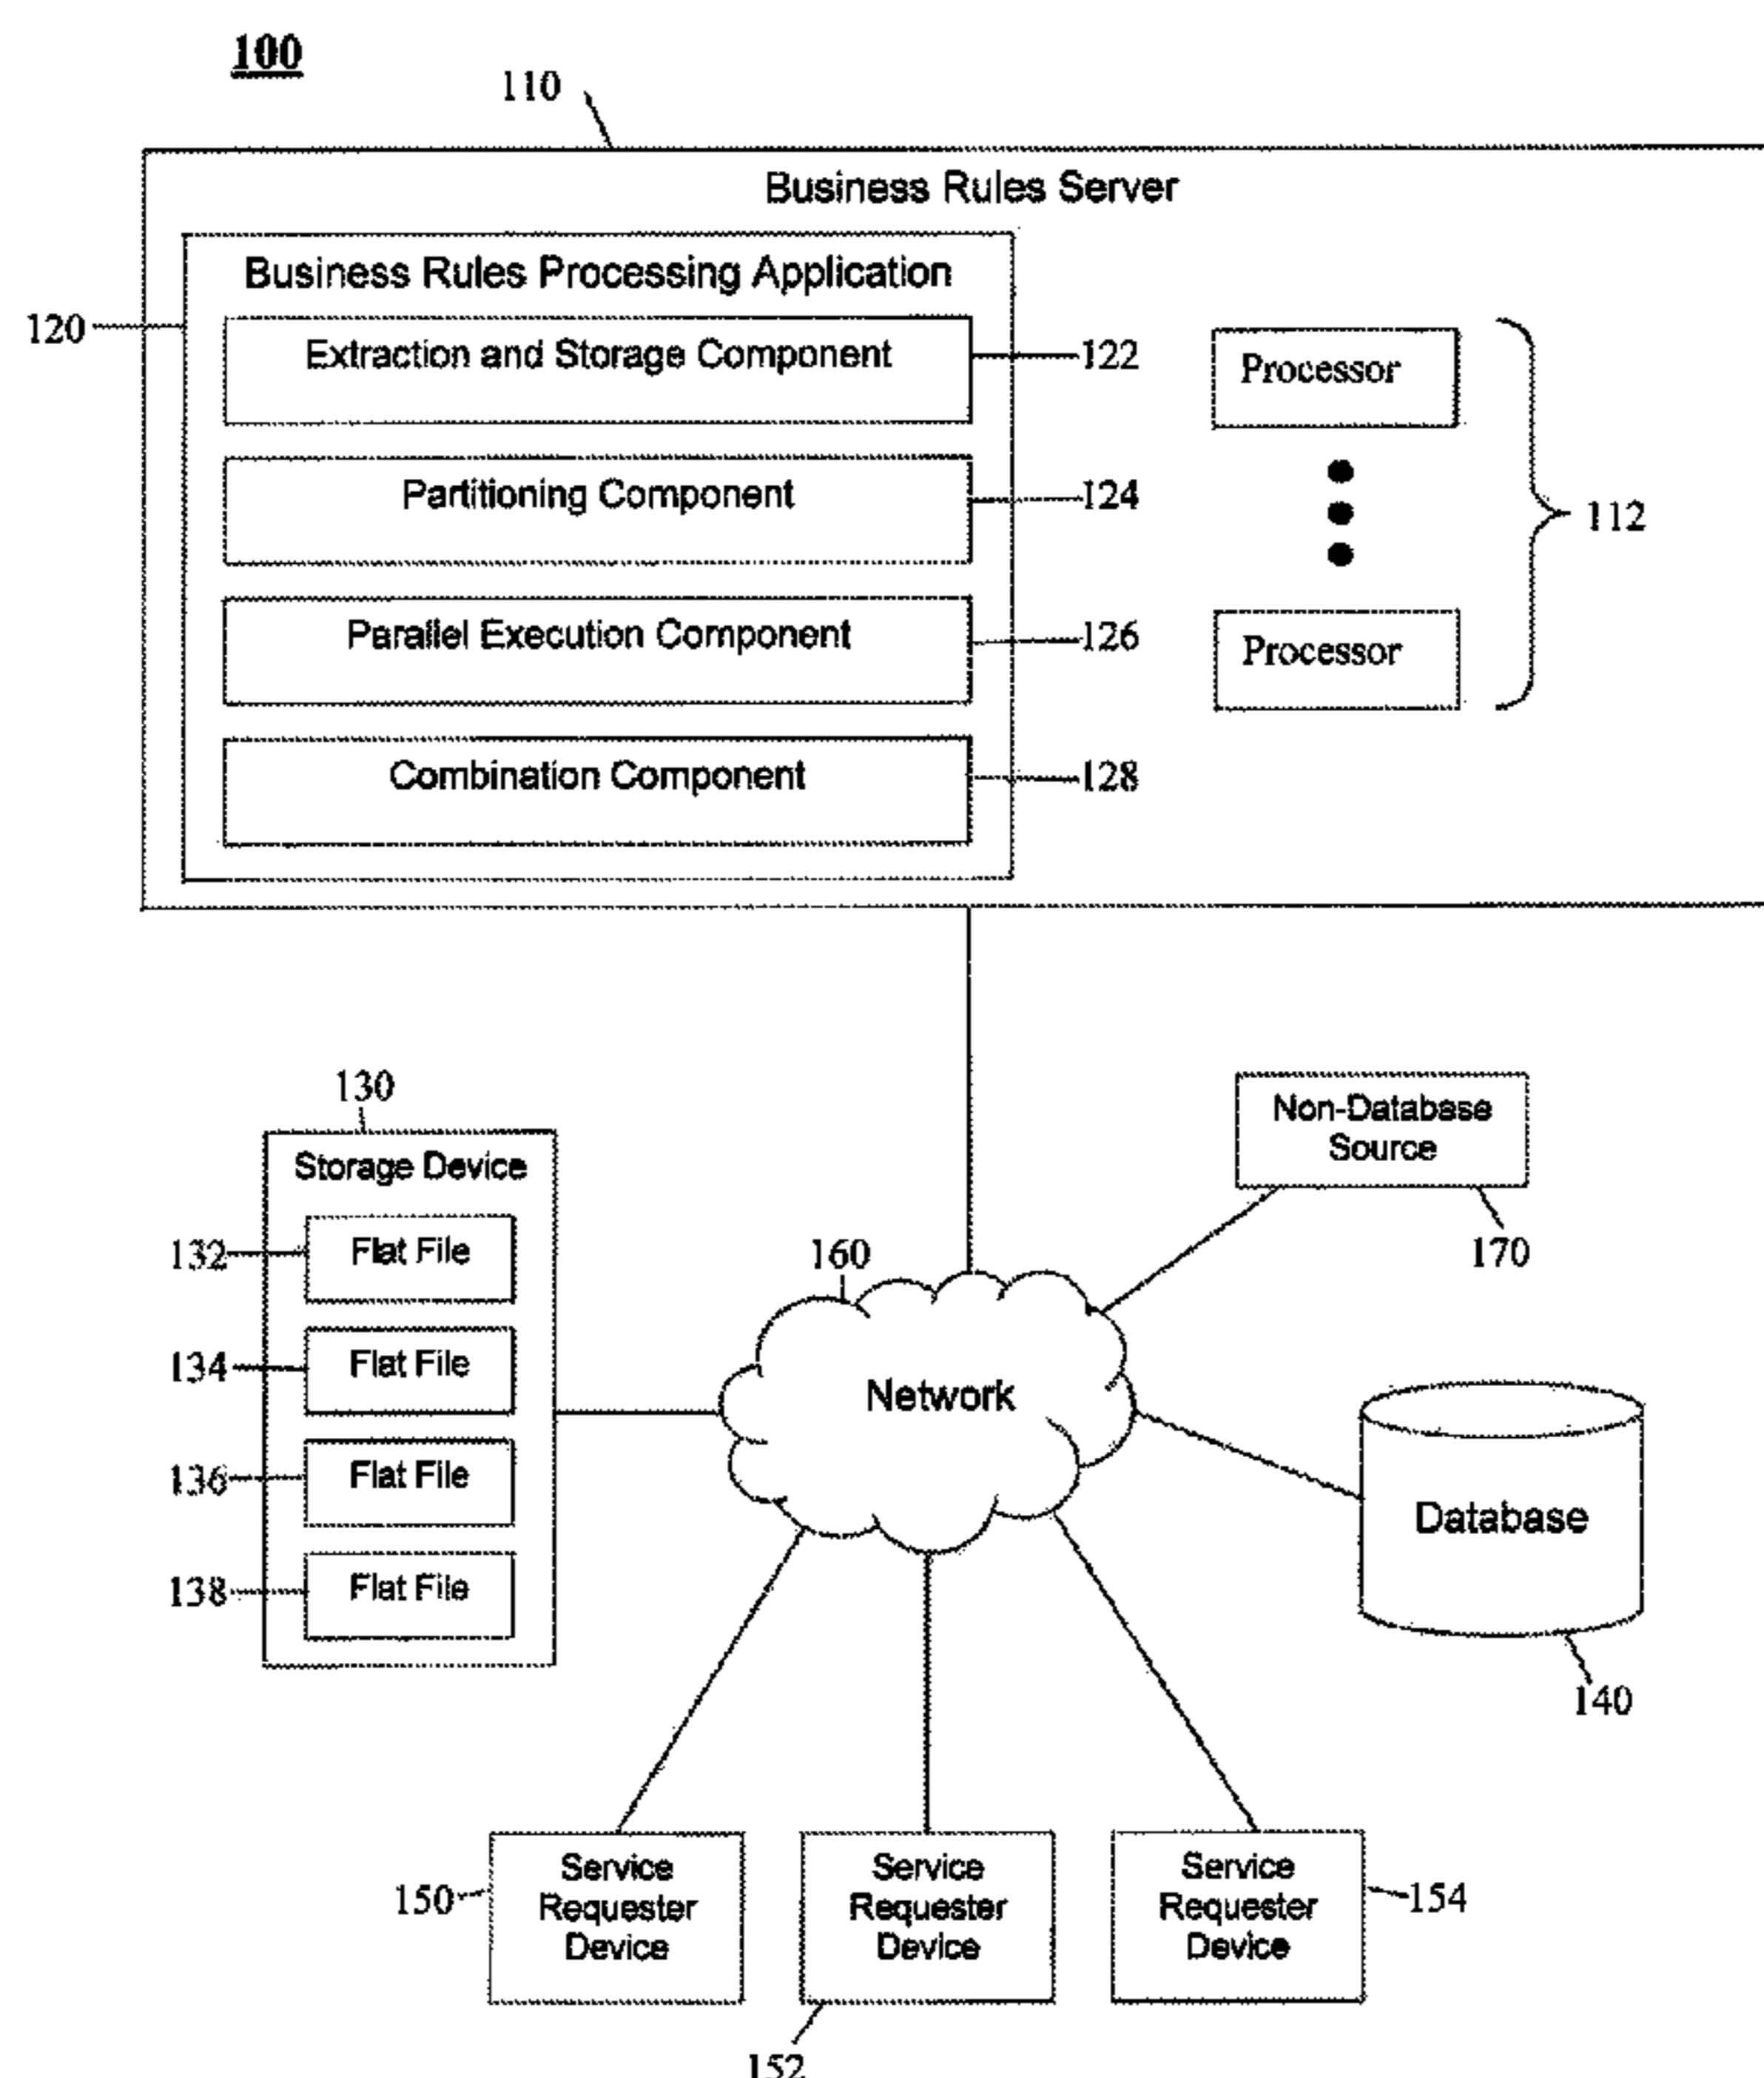 100
110
Business Rules Server
Business Rules Processing Application
120
Extraction and Storage Component
122
Processor
Partitioning Component
124
112
Parallel Execution Component
126
Processor
Combination Component
128
130
Storage Device
Non-Database
Source
170
132
Flat File
160
134
Flat File
Network
136
Flat File
Database
138
Flat File
140
Service
Requester
Device
150
Service
Requester
Device
152
Service
Requester
Device
154